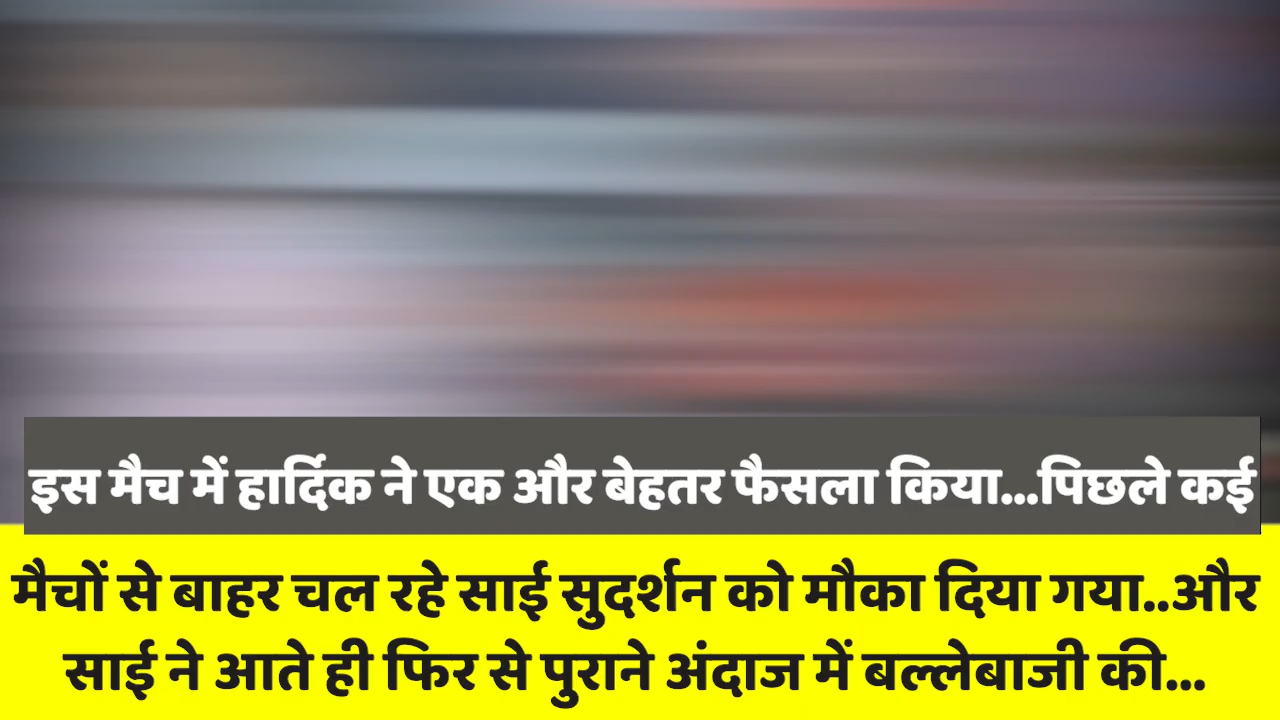 इस मैच में हार्दिक ने एक और बेहतर फैसला किया...पिछले कई
मैचों से बाहर चल रहे साई सुदर्शन को मौका दिया गया..और
साई ने आते ही फिर से पुराने अंदाज में बल्लेबाजी की...